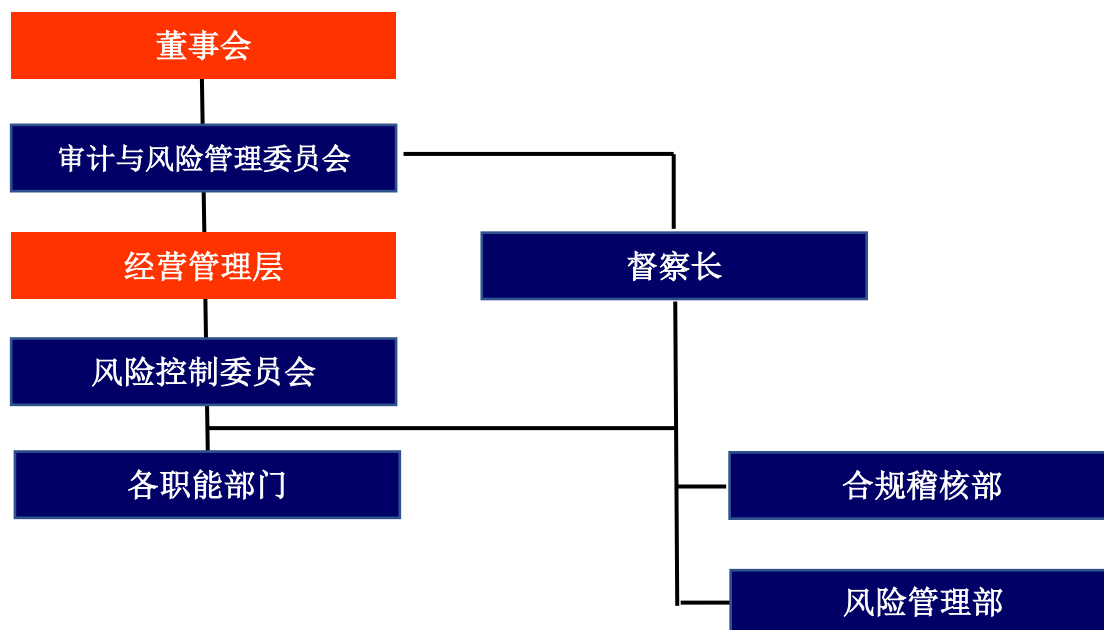 董事会
审计与风险管理委员会
经营管理层
督察长
风险控制委员会
各职能部门
合规稽核部
风险管理部